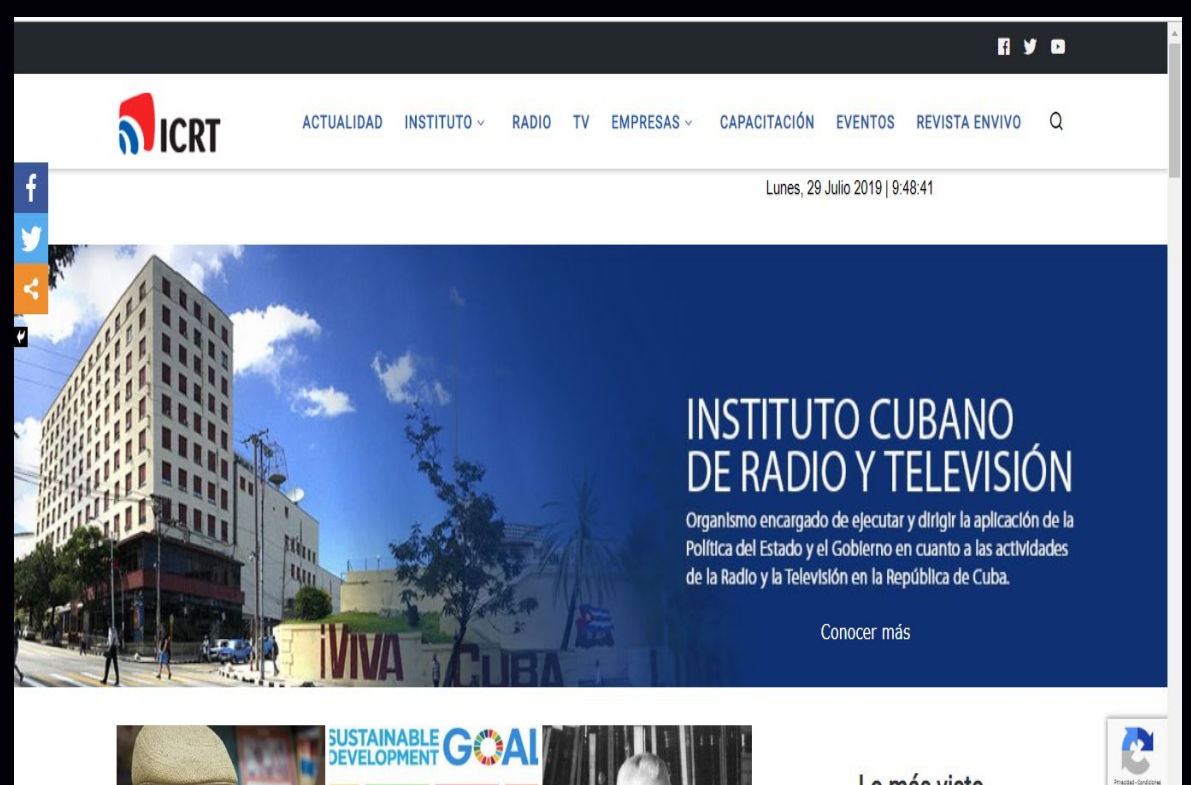 ICRT
ACTUALIDAD INSTITUTO RADIO TV EMPRESAS CAPACITACIÓN EVENTOS REVISTA ENVIVO
Lunes, 29 Julio 2019 | 9:48:41
INSTITUTO CUBANO
DE RADIO Y TELEVISIÓN
Organismo encargado de ejecutar y dirigir la aplicación de la
Política del Estado y el Gobierno en cuanto a las actividades
de la Radio y la Televisión en la República de Cuba.
Conocer más
¡VIVA CUBA
SUSTAINABLE
DEVELOPMENT GOAL
Lo más visto
Privacidad - Condiciones